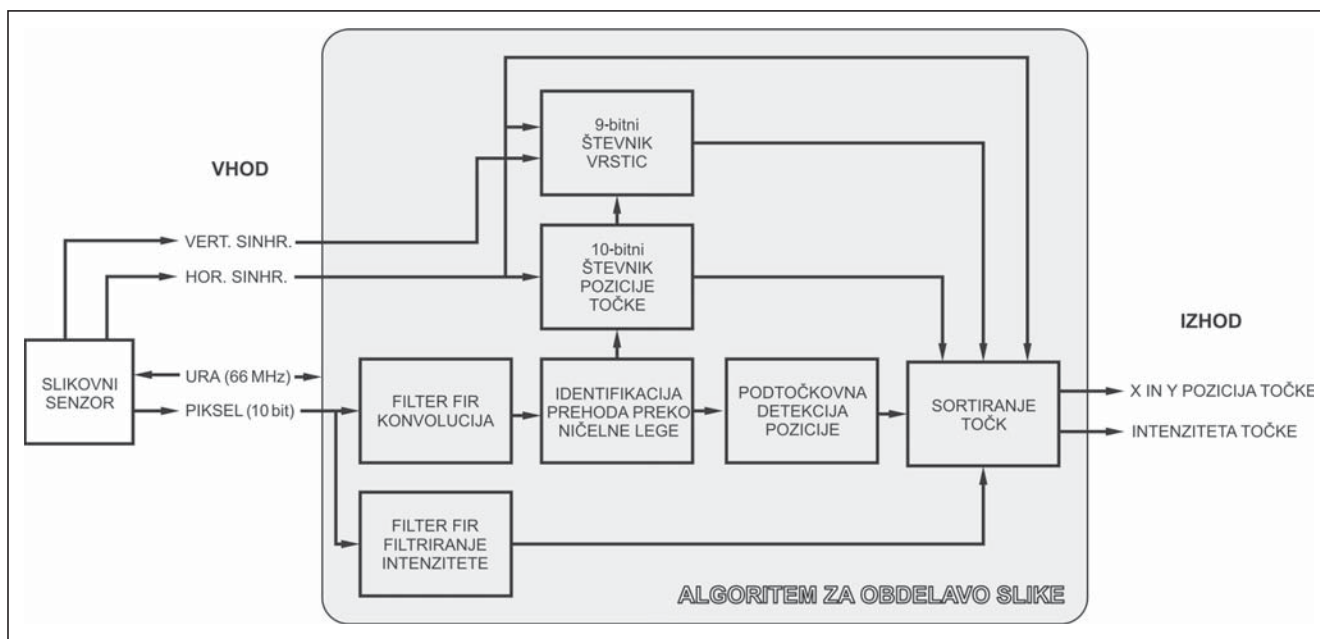 VHOD
VERT. SINHR.
HOR. SINHR.
SLIKOVNI
SENZOR
URA (66 MHz)
PIKSEL (10 bit)
9-bitni
ŠTEVNIK
VRSTIC
10-bitni
ŠTEVNIK
POZICIJE
TOČKE
FILTER FIR
KONVOLUCIJA
IDENTIFIKACIJA
PREHODA PREKO
NIČELNE LEGE
PODTOČKOVNA
DETEKCIJA
POZICIJE
SORTIRANJE
TOČK
FILTER FIR
FILTRIRANJE
INTENZITETE
IZHOD
X IN Y POZICIJA TOČKE
INTENZITETA TOČKE
ALGORITEM ZA OBDELAVO SLIKE